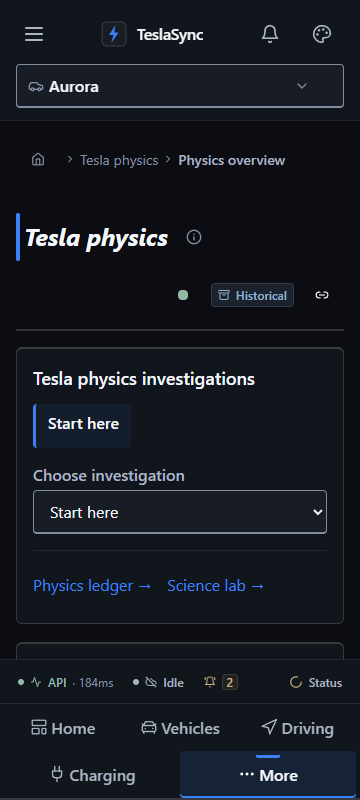 TeslaSync
Aurora
Tesla physics
Physics overview
Tesla physics
Historical
Tesla physics investigations
Start here
Choose investigation
Start here
Physics ledger →
Science lab →
API · 184ms
Idle
2
Status
Home
Vehicles
Driving
Charging
More